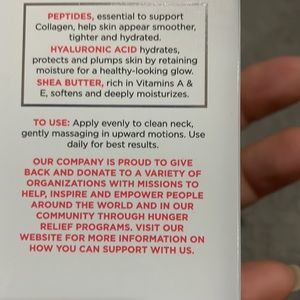 PEPTIDES, essential to support
Collagen, help skin appear smoother,
tighter and hydrated.
HYALURONIC ACID hydrates,
protects and plumps skin by retaining
moisture for a healthy-looking glow.
SHEA BUTTER, rich in Vitamins A &
E, softens and deeply moisturizes.
TO USE: Apply evenly to clean neck,
gently massaging in upward motions. Use
daily for best results.
OUR COMPANY IS PROUD TO GIVE
BACK AND DONATE TO A VARIETY OF
ORGANIZATIONS WITH MISSIONS TO
HELP, INSPIRE AND EMPOWER PEOPLE
AROUND THE WORLD AND IN OUR
COMMUNITY THROUGH HUNGER
RELIEF PROGRAMS. VISIT OUR
WEBSITE FOR MORE INFORMATION ON
HOW YOU CAN SUPPORT WITH US.